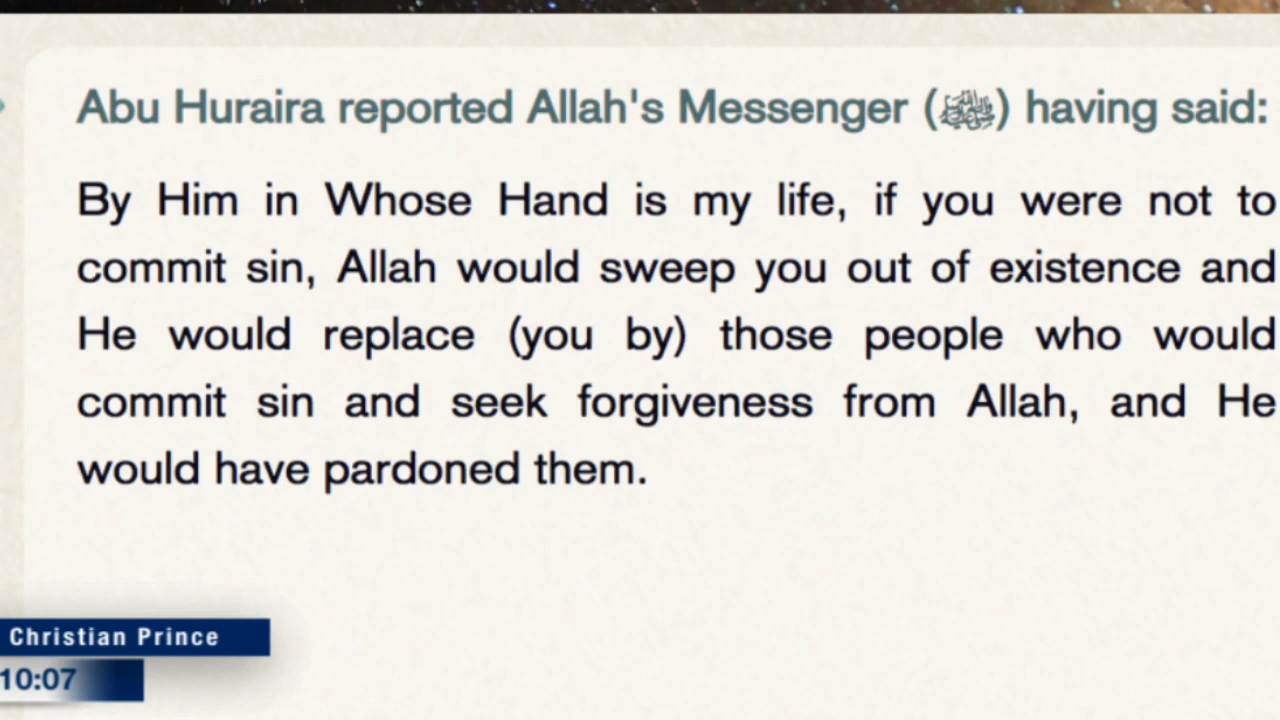 Abu Huraira reported Allah's Messenger (ﷺ) having said:
By Him in Whose Hand is my life, if you were not to
commit sin, Allah would sweep you out of existence and
He would replace (you by) those people who would
commit sin and seek forgiveness from Allah, and He
would have pardoned them.
Christian Prince
10:07